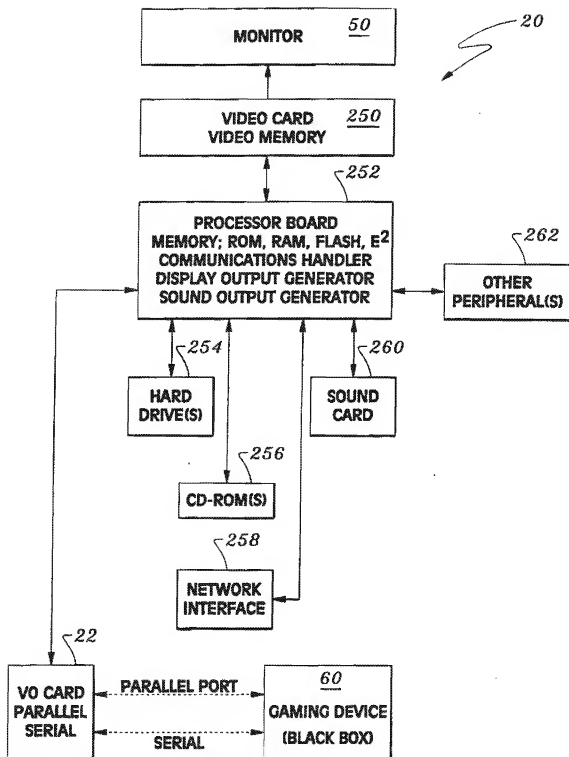 50
MONITOR
20
250
VIDEO CARD
VIDEO MEMORY
252
PROCESSOR BOARD
MEMORY; ROM, RAM, FLASH, E²
COMMUNICATIONS HANDLER
DISPLAY OUTPUT GENERATOR
SOUND OUTPUT GENERATOR
262
OTHER
PERIPHERAL(S)
254
HARD
DRIVE(S)
260
SOUND
CARD
256
CD-ROM(S)
258
NETWORK
INTERFACE
22
VO CARD
PARALLEL
SERIAL
PARALLEL PORT
SERIAL
60
GAMING DEVICE
(BLACK BOX)